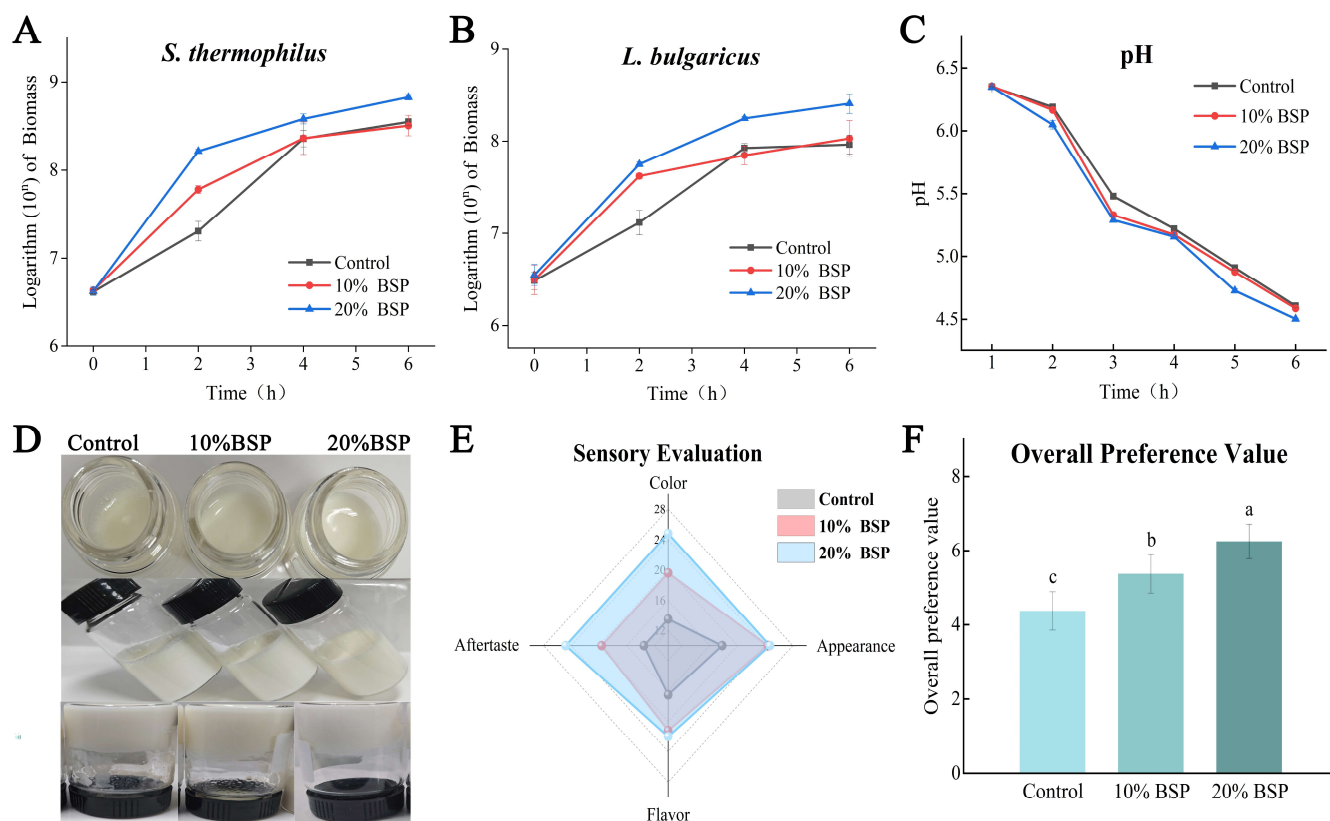 A
S. thermophilus
Logarithm (10ⁿ) of Biomass
9
8
7
6
0 1 2 3 4 5 6
Time（h）
Control
10% BSP
20% BSP
B
L. bulgaricus
Logarithm (10ⁿ) of Biomass
9
8
7
6
0 1 2 3 4 5 6
Time（h）
Control
10% BSP
20% BSP
C
pH
pH
6.5
6.0
5.5
5.0
4.5
1 2 3 4 5 6
Time（h）
Control
10% BSP
20% BSP
D
Control 10%BSP 20%BSP
E
Sensory Evaluation
Color
28
24
20
16
12
Aftertaste
Appearance
Flavor
Control
10% BSP
20% BSP
F
Overall Preference Value
Overall preference value
8
6
4
2
0
c
b
a
Control 10% BSP 20% BSP